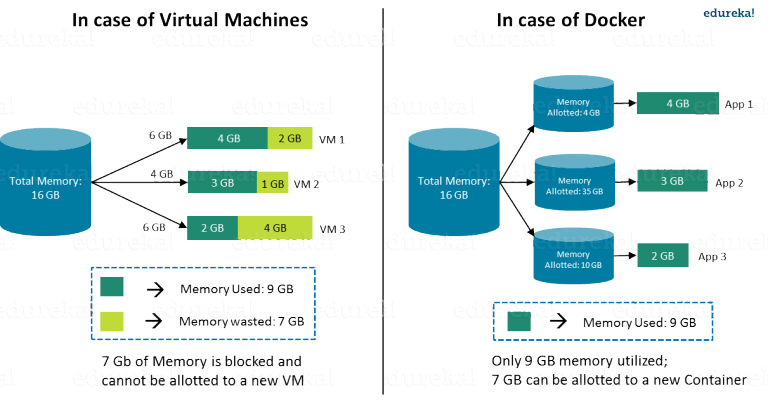 In case of Virtual Machines
In case of Docker
edureka!
Total Memory:
16 GB
6 GB
4 GB
2 GB
VM 1
4 GB
3 GB
1 GB
VM 2
6 GB
2 GB
4 GB
VM 3
Memory Used: 9 GB
Memory wasted: 7 GB
7 Gb of Memory is blocked and
cannot be allotted to a new VM
Total Memory:
16 GB
Memory
Allotted: 4 GB
4 GB
App 1
Memory
Allotted: 35 GB
3 GB
App 2
Memory
Allotted: 10 GB
2 GB
App 3
Memory Used: 9 GB
Only 9 GB memory utilized;
7 GB can be allotted to a new Container